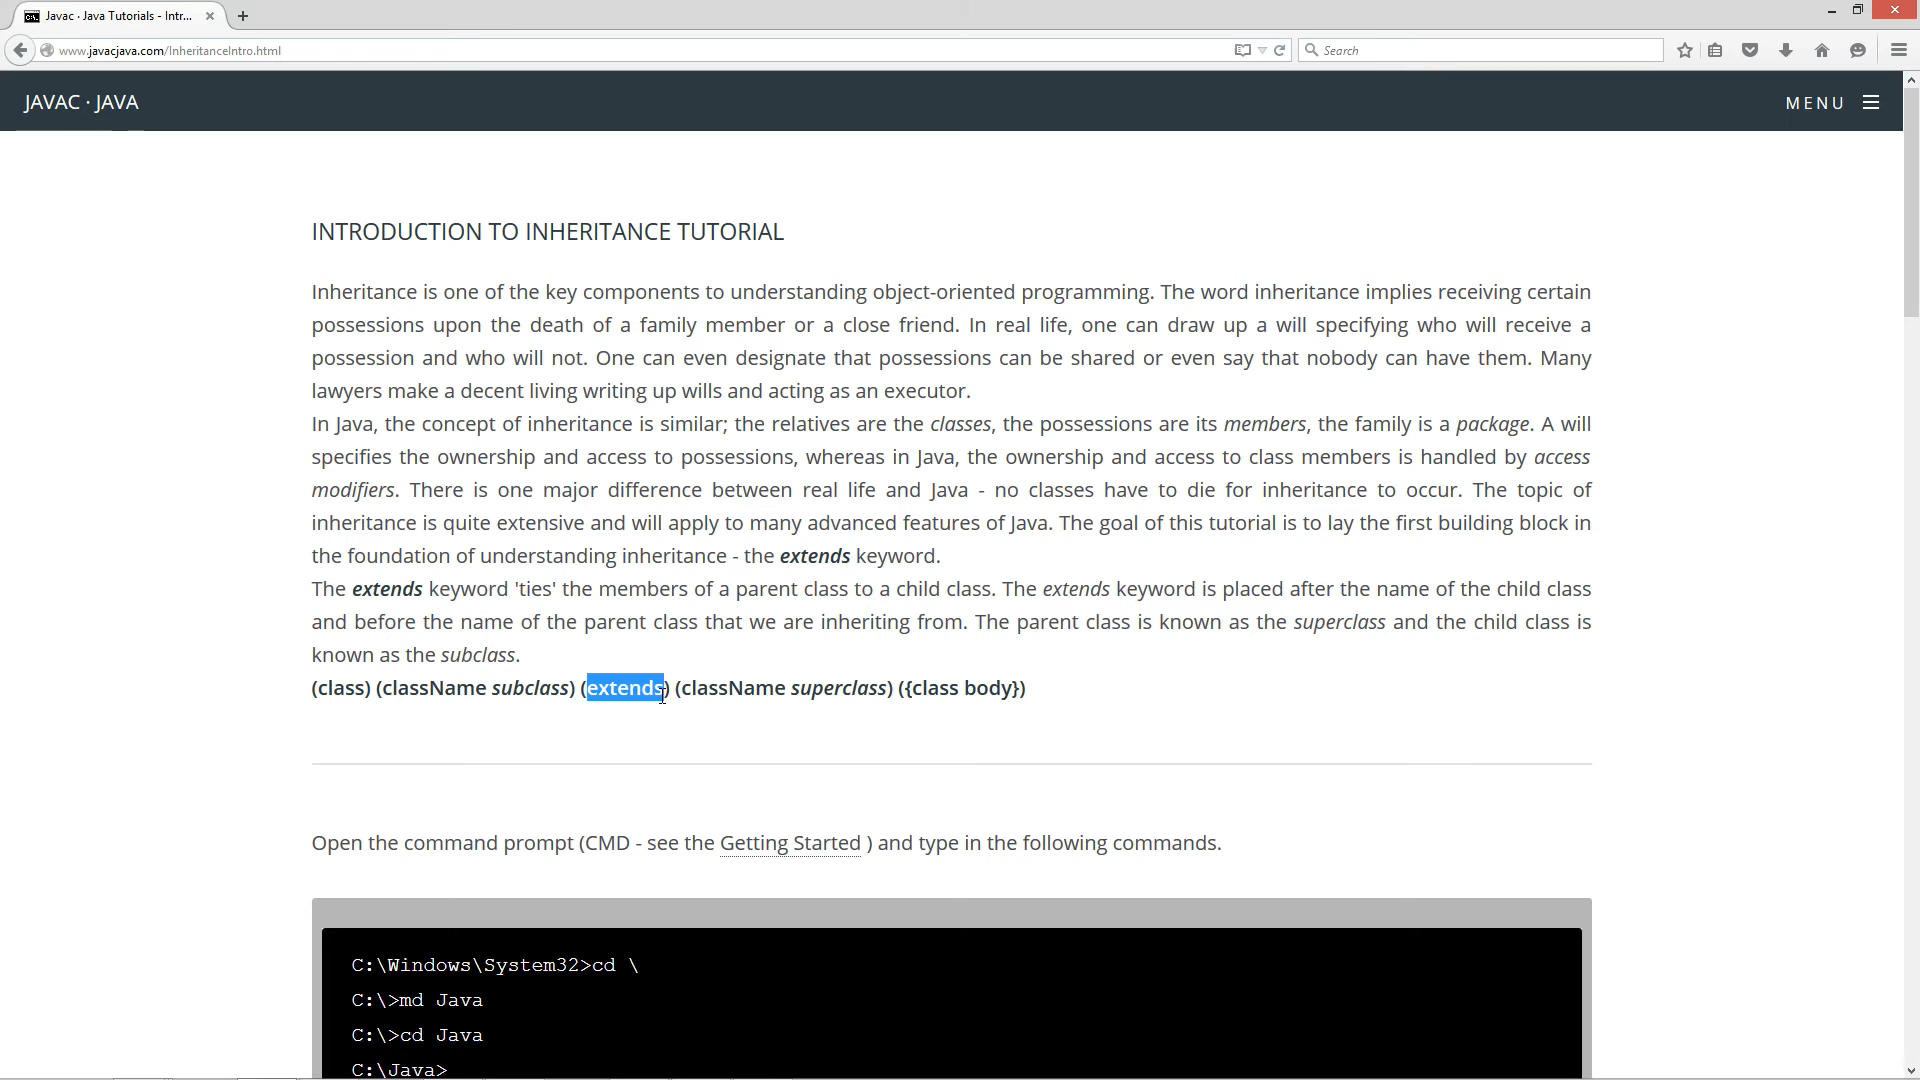 Javac · Java Tutorials - Intr...
www.javacjava.com/InheritanceIntro.html
Search
JAVAC · JAVA
MENU
INTRODUCTION TO INHERITANCE TUTORIAL
Inheritance is one of the key components to understanding object-oriented programming. The word inheritance implies receiving certain
possessions upon the death of a family member or a close friend. In real life, one can draw up a will specifying who will receive a
possession and who will not. One can even designate that possessions can be shared or even say that nobody can have them. Many
lawyers make a decent living writing up wills and acting as an executor.
In Java, the concept of inheritance is similar; the relatives are the classes, the possessions are its members, the family is a package. A will
specifies the ownership and access to possessions, whereas in Java, the ownership and access to class members is handled by access
modifiers. There is one major difference between real life and Java - no classes have to die for inheritance to occur. The topic of
inheritance is quite extensive and will apply to many advanced features of Java. The goal of this tutorial is to lay the first building block in
the foundation of understanding inheritance - the extends keyword.
The extends keyword 'ties' the members of a parent class to a child class. The extends keyword is placed after the name of the child class
and before the name of the parent class that we are inheriting from. The parent class is known as the superclass and the child class is
known as the subclass.
(class) (className subclass) (extends) (className superclass) ({class body})
Open the command prompt (CMD - see the Getting Started ) and type in the following commands.
C:\Windows\System32>cd \
C:\>md Java
C:\>cd Java
C:\Java>